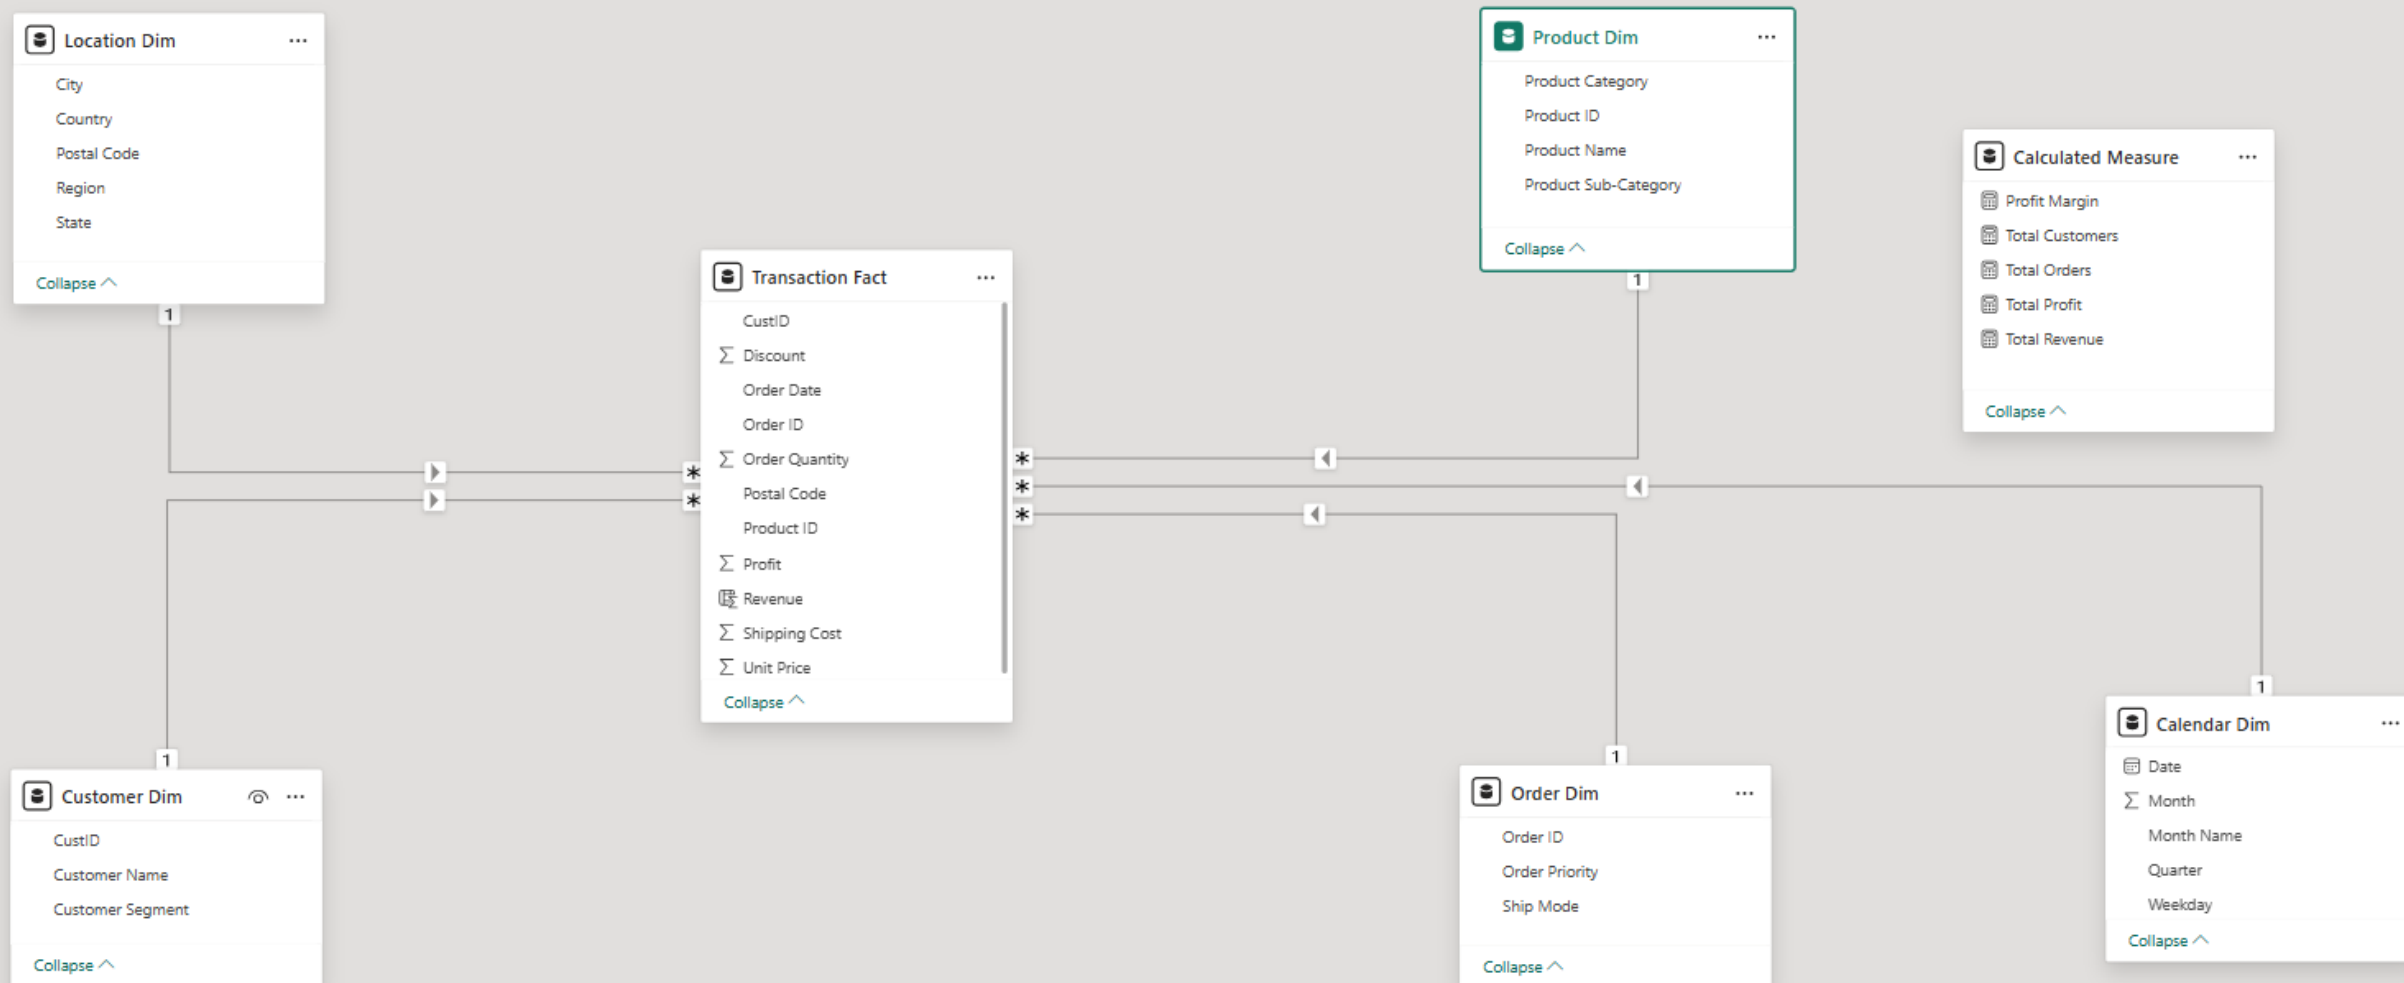 Location Dim ...
City
Country
Postal Code
Region
State
Collapse
1
Product Dim ...
Product Category
Product ID
Product Name
Product Sub-Category
Collapse
1
Calculated Measure ...
Profit Margin
Total Customers
Total Orders
Total Profit
Total Revenue
Collapse
Transaction Fact ...
CustID
Σ Discount
Order Date
Order ID
Σ Order Quantity
Postal Code
Product ID
Σ Profit
Revenue
Σ Shipping Cost
Σ Unit Price
Collapse
*
*
*
*
*
1
Customer Dim ...
CustID
Customer Name
Customer Segment
Collapse
1
Order Dim ...
Order ID
Order Priority
Ship Mode
Collapse
1
Calendar Dim ...
Date
Σ Month
Month Name
Quarter
Weekday
Collapse